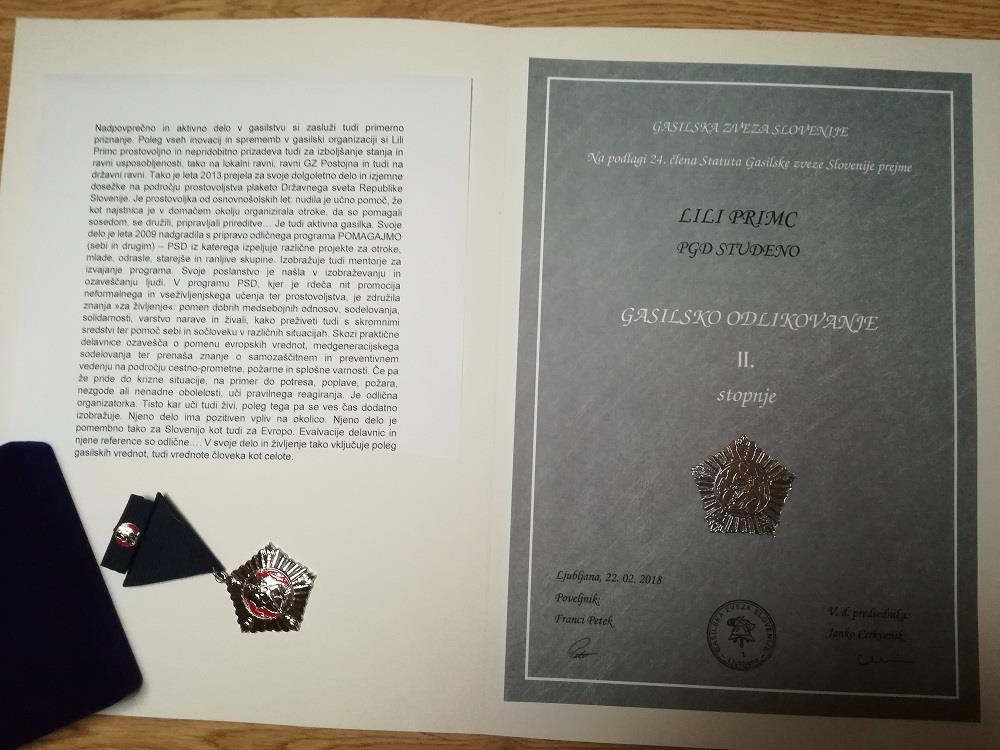 Nadpovprečno in aktivno delo v gasilstvu si zasluži tudi primerno
priznanje. Poleg vseh inovacij in sprememb v gasilski organizaciji si Lili
Primc prostovoljno in nepridobitno prizadeva tudi za izboljšanje stanja in
ravni usposobljenosti, tako na lokalni ravni, ravni GZ Postojna in tudi na
državni ravni. Tako je leta 2013 prejela za svoje dolgoletno delo in izjemne
dosežke na področju prostovoljstva plaketo Državnega sveta Republike
Slovenije. Je prostovoljka od osnovnošolskih let: nudila je učno pomoč, že
kot najstnica je v domačem okolju organizirala otroke, da so pomagali
sosedom, se družili, pripravljali prireditve... Je tudi aktivna gasilka. Svoje
delo je leta 2009 nadgradila s pripravo odličnega programa POMAGAJMO
(sebi in drugim) – PSD iz katerega izpeljuje različne projekte za otroke,
mlade, odrasle, starejše in ranljive skupine. Izobražuje tudi mentorje za
izvajanje programa. Svoje poslanstvo je našla v izobraževanju in
ozaveščanju ljudi. V programu PSD, kjer je rdeča nit promocija
neformalnega in vseživljenjskega učenja ter prostovoljstva, je združila
znanja »za življenje«: pomen dobrih medsebojnih odnosov, sodelovanja,
solidarnosti, varstvo narave in živali, kako preživeti tudi s skromnimi
sredstvi ter pomoč sebi in sočloveku v različnih situacijah. Skozi praktične
delavnice ozavešča o pomenu evropskih vrednot, medgeneracijskega
sodelovanja ter prenaša znanje o samozaščitnem in preventivnem
vedenju na področju cestno-prometne, požarne in splošne varnosti. Če pa
že pride do krizne situacije, na primer do potresa, poplave, požara,
nezgode ali nenadne obolelosti, uči pravilnega reagiranja. Je odlična
organizatorka. Tisto kar uči tudi živi, poleg tega pa se ves čas dodatno
izobražuje. Njeno delo ima pozitiven vpliv na okolico. Njeno delo je
pomembno tako za Slovenijo kot tudi za Evropo. Evalvacije delavnic in
njene reference so odlične.... V svoje delo in življenje tako vključuje poleg
gasilskih vrednot, tudi vrednote človeka kot celote.
GASILSKA ZVEZA SLOVENIJE
Na podlagi 24. člena Statuta Gasilske zveze Slovenije prejme
LILI PRIMC
PGD STUDENO
GASILSKO ODLIKOVANJE
II.
stopnje
Ljubljana, 22. 02. 2018
Poveljnik:
Franci Petek
V. d. predsednika:
Janko Cerkvenik
GASILSKA ZVEZA SLOVENIJE
1
Ljubljana